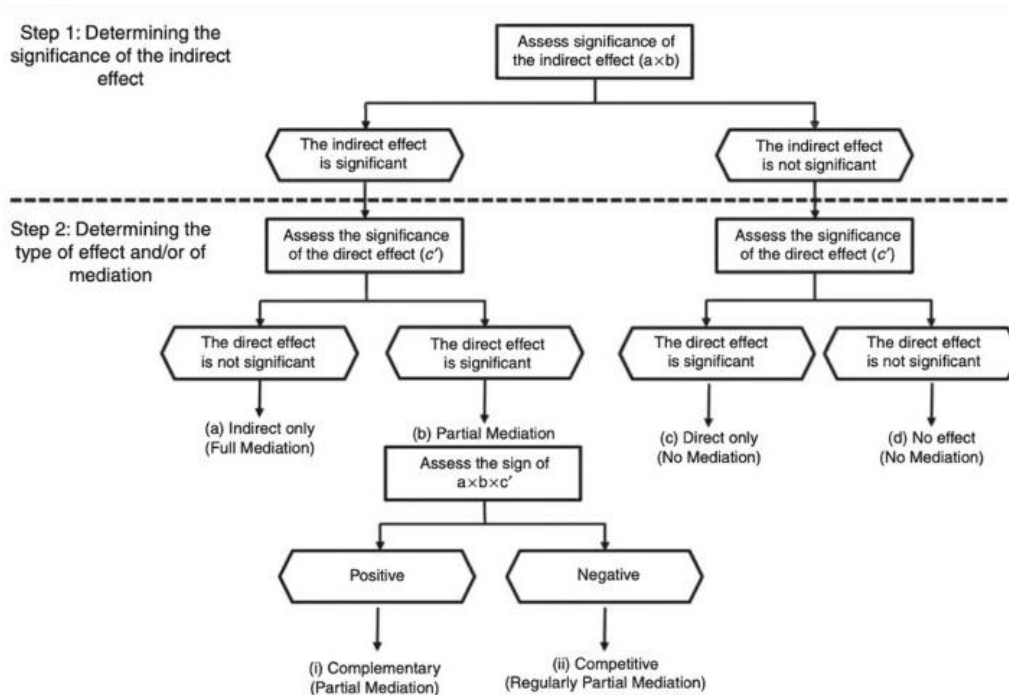 Step 1: Determining the
significance of the indirect
effect
Assess significance of
the indirect effect (a×b)
The indirect effect
is significant
The indirect effect
is not significant
Step 2: Determining the
type of effect and/or of
mediation
Assess the significance
of the direct effect (c′)
Assess the significance
of the direct effect (c′)
The direct effect
is not significant
The direct effect
is significant
The direct effect
is significant
The direct effect
is not significant
(a) Indirect only
(Full Mediation)
(b) Partial Mediation
(c) Direct only
(No Mediation)
(d) No effect
(No Mediation)
Assess the sign of
a×b×c′
Positive
Negative
(i) Complementary
(Partial Mediation)
(ii) Competitive
(Regularly Partial Mediation)